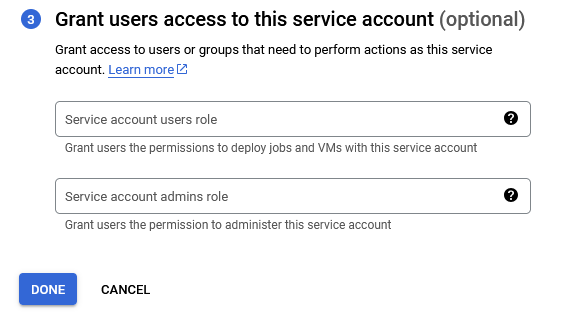 3 Grant users access to this service account (optional)
Grant access to users or groups that need to perform actions as this service
account. Learn more
Service account users role ?
Grant users the permissions to deploy jobs and VMs with this service account
Service account admins role ?
Grant users the permission to administer this service account
DONE CANCEL